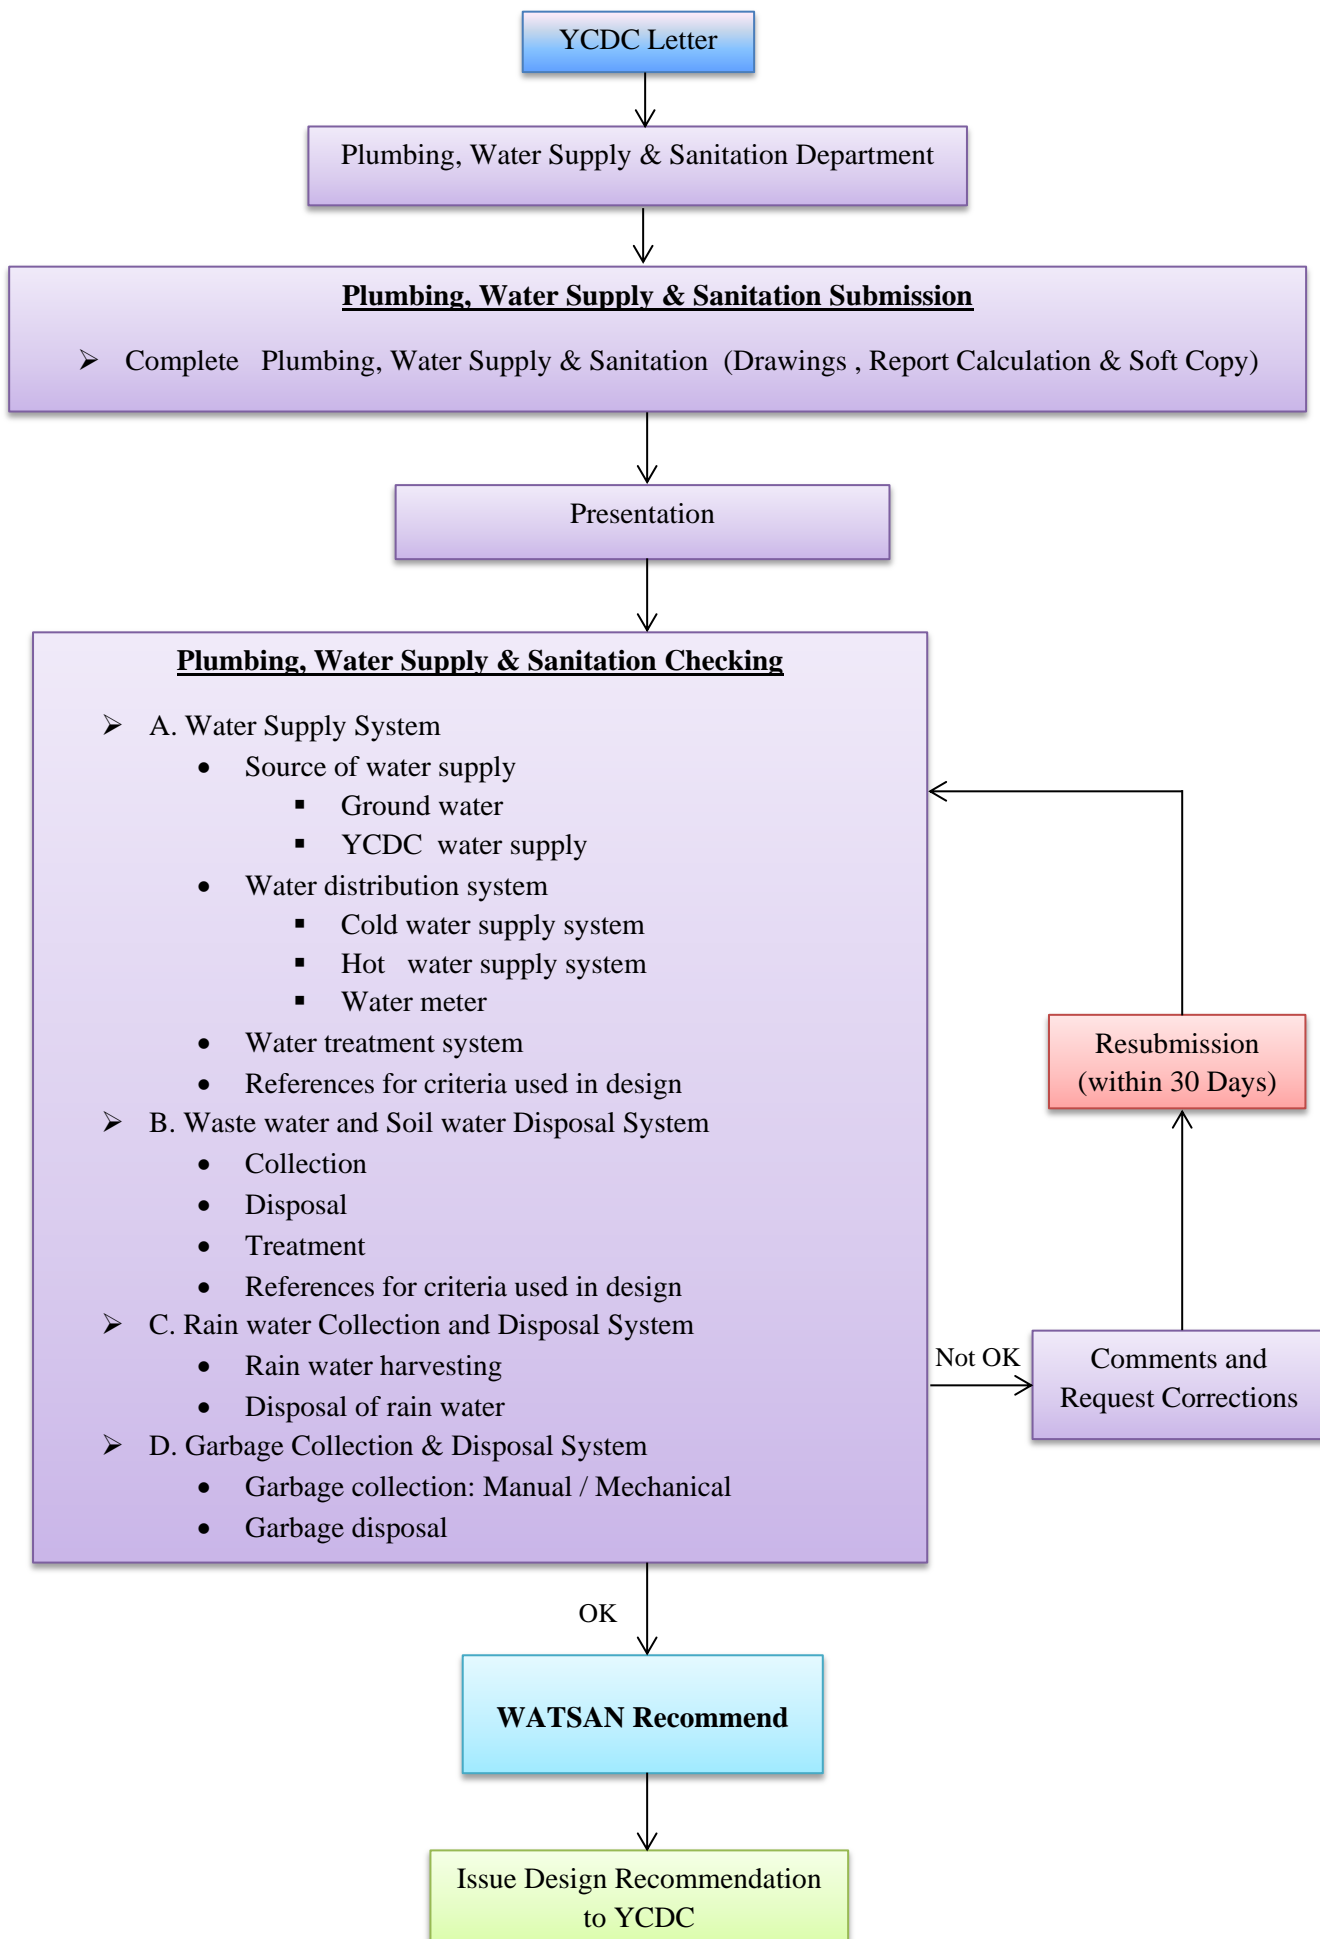 YCDC Letter
Plumbing, Water Supply & Sanitation Department
Plumbing, Water Supply & Sanitation Submission
➢ Complete Plumbing, Water Supply & Sanitation (Drawings , Report Calculation & Soft Copy)
Presentation
Plumbing, Water Supply & Sanitation Checking
➢ A. Water Supply System
• Source of water supply
▪ Ground water
▪ YCDC water supply
• Water distribution system
▪ Cold water supply system
▪ Hot water supply system
▪ Water meter
• Water treatment system
• References for criteria used in design
➢ B. Waste water and Soil water Disposal System
• Collection
• Disposal
• Treatment
• References for criteria used in design
➢ C. Rain water Collection and Disposal System
• Rain water harvesting
• Disposal of rain water
➢ D. Garbage Collection & Disposal System
• Garbage collection: Manual / Mechanical
• Garbage disposal
Not OK
Comments and
Request Corrections
Resubmission
(within 30 Days)
OK
WATSAN Recommend
Issue Design Recommendation
to YCDC